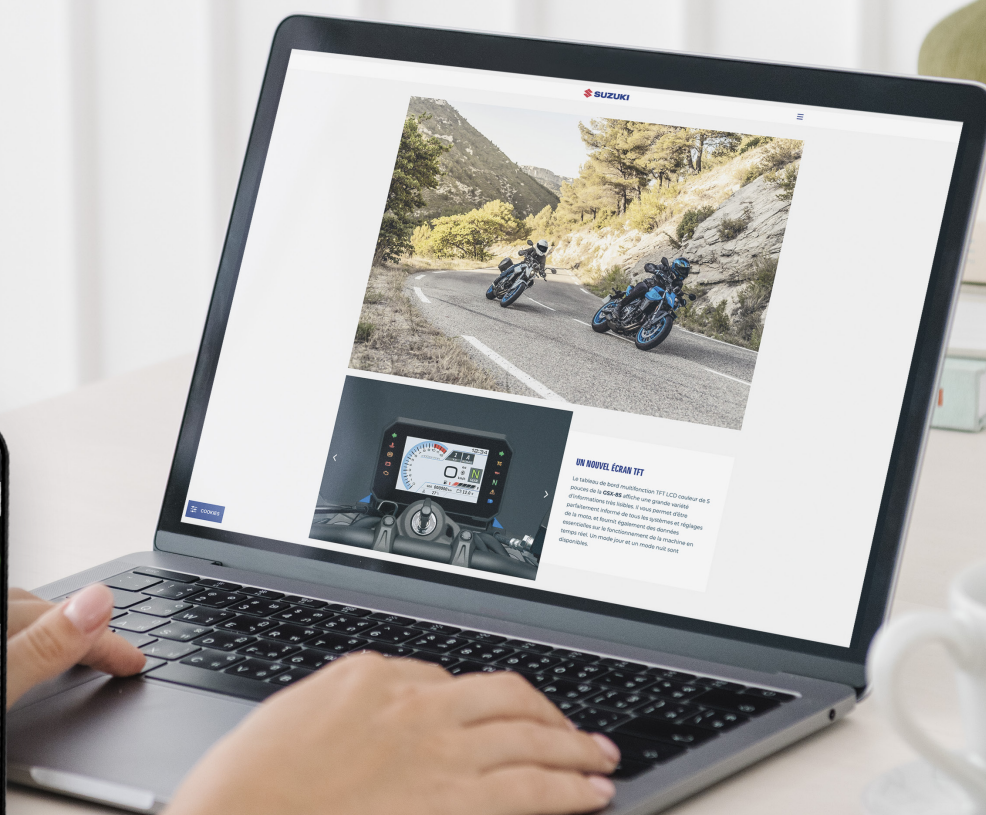 SUZUKI
12:34
N
UN NOUVEL ÉCRAN TFT
Le tableau de bord multifonction TFT LCD couleur de 5
pouces de la GSX-8S affiche une grande variété
d'informations très lisibles. Il vous permet d'être
parfaitement informé de tous les systèmes et réglages
de la moto, et fournit également des données
essentielles sur le fonctionnement de la machine en
temps réel. Un mode jour et un mode nuit sont
disponibles.
COOKIES